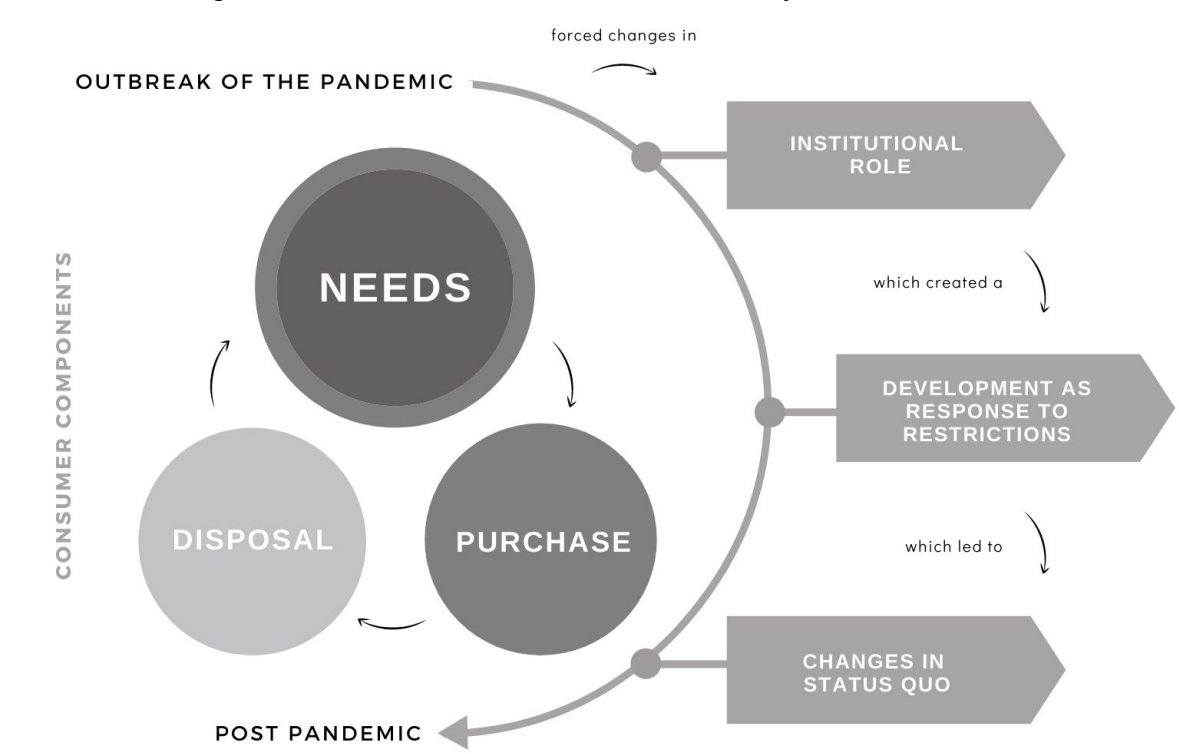 forced changes in
OUTBREAK OF THE PANDEMIC
INSTITUTIONAL
ROLE
NEEDS
which created a
CONSUMER COMPONENTS
DEVELOPMENT AS
RESPONSE TO
RESTRICTIONS
DISPOSAL
PURCHASE
which led to
CHANGES IN
STATUS QUO
POST PANDEMIC